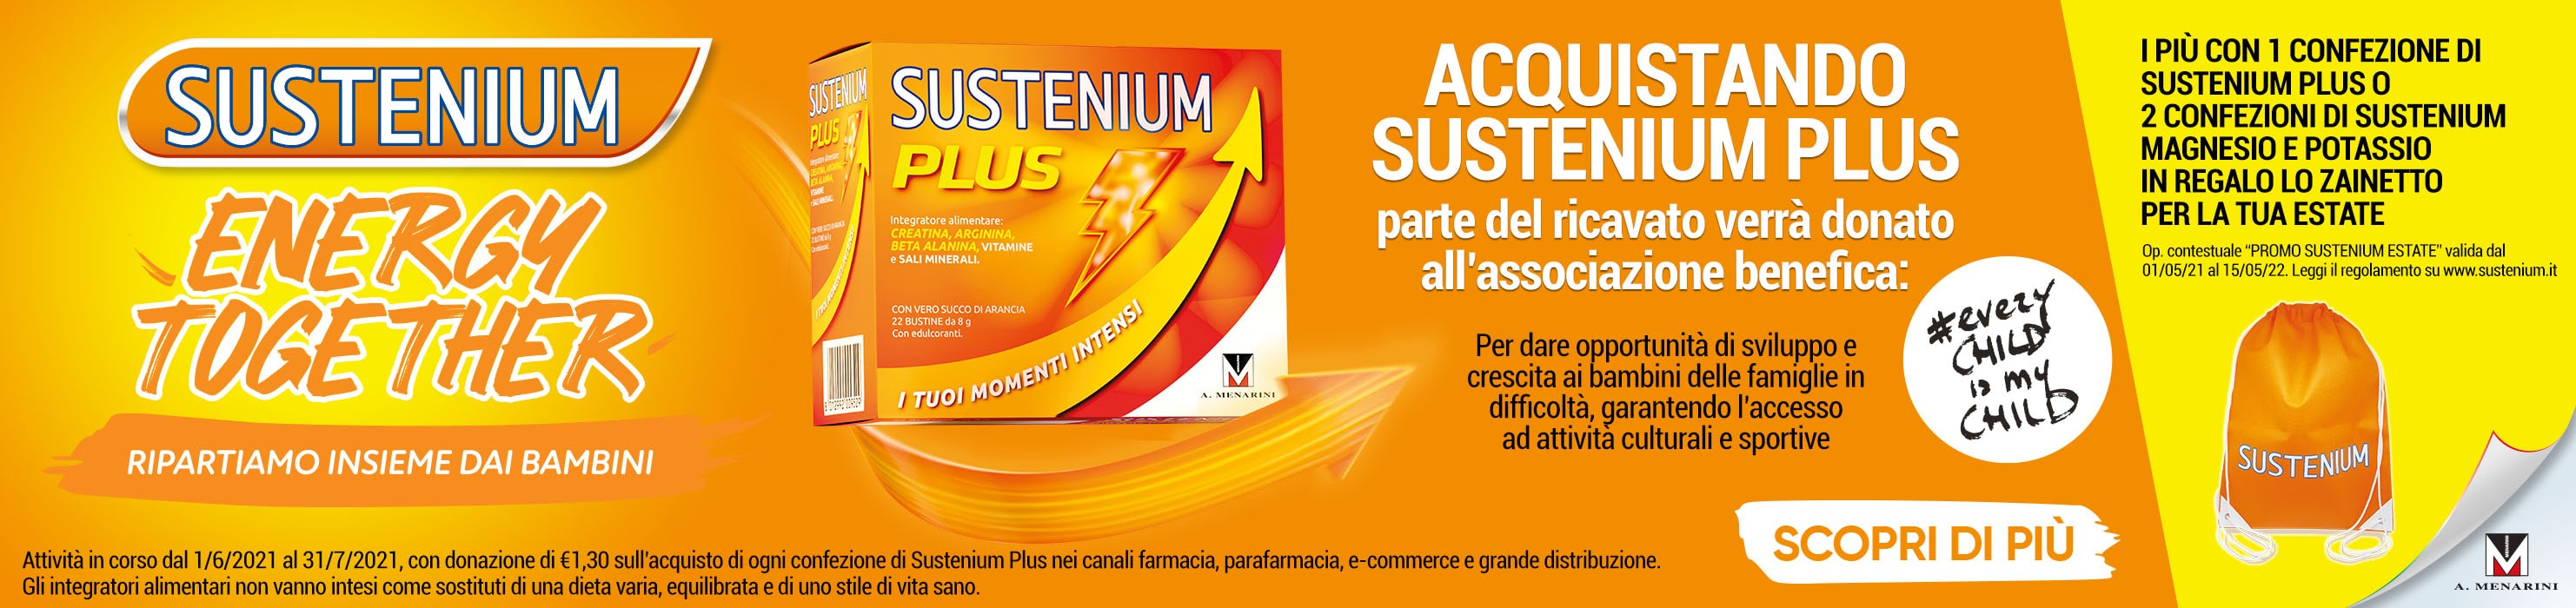 SUSTENIUM
ENERGY
TOGETHER
RIPARTIAMO INSIEME DAI BAMBINI
SUSTENIUM
PLUS
SUSTENIUM
PLUS
Integratore alimentare:
CREATINA, ARGININA,
BETA ALANINA, VITAMINE
e SALI MINERALI.
CON VERO SUCCO DI ARANCIA
22 BUSTINE da 8 g
Con edulcoranti.
I TUOI MOMENTI INTENSI
A. MENARINI
ACQUISTANDO
SUSTENIUM PLUS
parte del ricavato verrà donato
all'associazione benefica:
Per dare opportunità di sviluppo e
crescita ai bambini delle famiglie in
difficoltà, garantendo l'accesso
ad attività culturali e sportive
#every
CHILD
is my
CHILD
SCOPRI DI PIÙ
I PIÙ CON 1 CONFEZIONE DI
SUSTENIUM PLUS O
2 CONFEZIONI DI SUSTENIUM
MAGNESIO E POTASSIO
IN REGALO LO ZAINETTO
PER LA TUA ESTATE
Op. contestuale “PROMO SUSTENIUM ESTATE” valida dal
01/05/21 al 15/05/22. Leggi il regolamento su www.sustenium.it
SUSTENIUM
A. MENARINI
Attività in corso dal 1/6/2021 al 31/7/2021, con donazione di €1,30 sull'acquisto di ogni confezione di Sustenium Plus nei canali farmacia, parafarmacia, e-commerce e grande distribuzione.
Gli integratori alimentari non vanno intesi come sostituti di una dieta varia, equilibrata e di uno stile di vita sano.